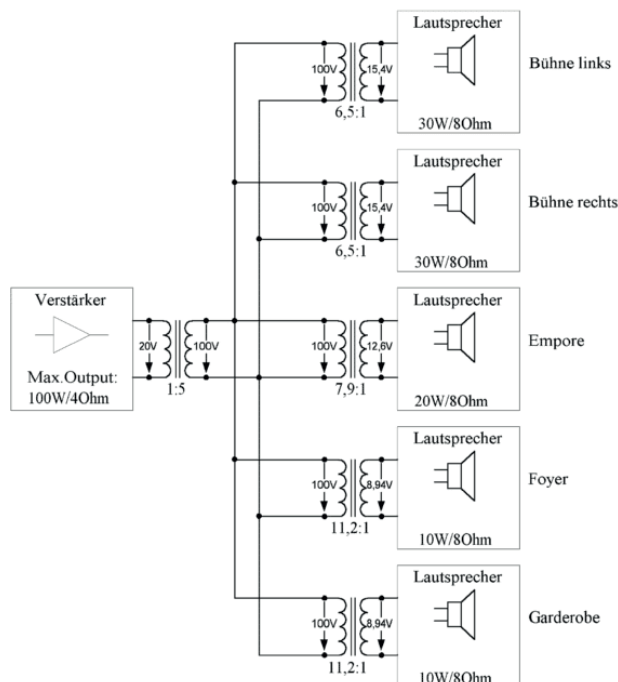 Lautsprecher
100V
15,4V
6,5:1
30W/8Ohm
Bühne links
Lautsprecher
100V
15,4V
6,5:1
30W/8Ohm
Bühne rechts
Verstärker
Max.Output:
100W/4Ohm
20V
100V
1:5
Lautsprecher
100V
12,6V
7,9:1
20W/8Ohm
Empore
Lautsprecher
100V
8,94V
11,2:1
10W/8Ohm
Foyer
Lautsprecher
100V
8,94V
11,2:1
10W/8Ohm
Garderobe